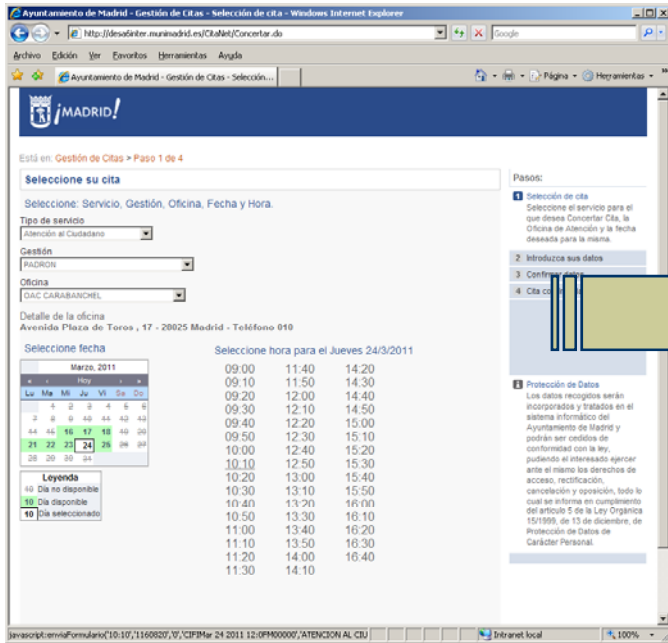 Ayuntamiento de Madrid - Gestión de Citas - Selección de cita - Windows Internet Explorer
http://desa6inter.munimadrid.es/CitaNet/Concertar.do
Google
Archivo Edición Ver Favoritos Herramientas Ayuda
Ayuntamiento de Madrid - Gestión de Citas - Selección...
Página
Herramientas
¡MADRID!
Está en: Gestión de Citas > Paso 1 de 4
Seleccione su cita
Seleccione: Servicio, Gestión, Oficina, Fecha y Hora.
Tipo de servicio
Atención al Ciudadano
Gestión
PADRON
Oficina
OAC CARABANCHEL
Detalle de la oficina
Avenida Plaza de Toros , 17 - 20025 Madrid - Teléfono 010
Seleccione fecha
Marzo, 2011
« ‹ Hoy › »
Lu Ma Mi Ju Vi Sa Do
1 2 3 4 5 6
7 8 9 10 11 12 13
14 15 16 17 18 19 20
21 22 23 24 25 26 27
28 29 30 31
Leyenda
10 Día no disponible
10 Día disponible
10 Día seleccionado
Seleccione hora para el Jueves 24/3/2011
09:00 11:40 14:20
09:10 11:50 14:30
09:20 12:00 14:40
09:30 12:10 14:50
09:40 12:20 15:00
09:50 12:30 15:10
10:00 12:40 15:20
10:10 12:50 15:30
10:20 13:00 15:40
10:30 13:10 15:50
10:40 13:20 16:00
10:50 13:30 16:10
11:00 13:40 16:20
11:10 13:50 16:30
11:20 14:00 16:40
11:30 14:10
Pasos:
1 Selección de cita
Seleccione el servicio para el
que desea Concertar Cita, la
Oficina de Atención y la fecha
deseada para la misma.
2 Introduzca sus datos
3 Confirmar datos
4 Cita
Protección de Datos
Los datos recogidos serán
incorporados y tratados en el
sistema informático del
Ayuntamiento de Madrid y
podrán ser cedidos de
conformidad con la ley,
pudiendo el interesado ejercer
ante el mismo los derechos de
acceso, rectificación,
cancelación y oposición, todo lo
cual se informa en cumplimiento
del artículo 5 de la Ley Orgánica
15/1999, de 13 de diciembre, de
Protección de Datos de
Carácter Personal.
javascript:enviaFormulario('10:10','1160820','0','CIFIMar 24 2011 12:0FM00000','ATENCION AL CIU
Intranet local
100%